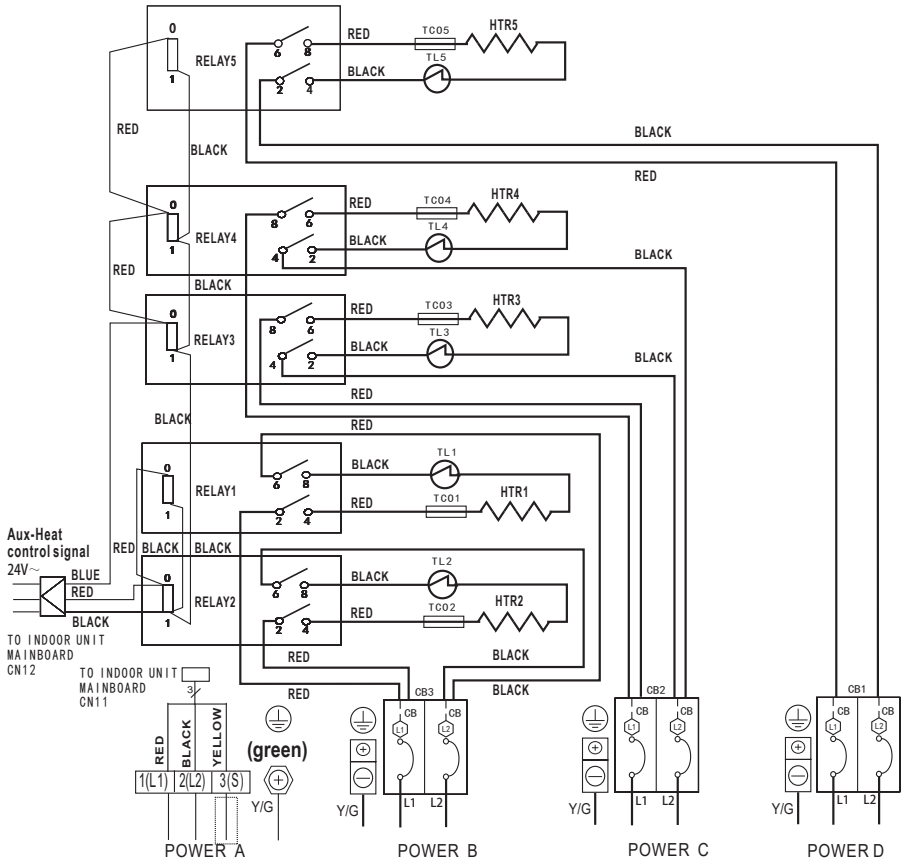 0
1
RELAY5
6 8
2 4
RED
TCO5
HTR5
BLACK
TL5
RED
BLACK
BLACK
RED
0
1
RELAY4
8 6
4 2
RED
TCO4
HTR4
BLACK
TL4
BLACK
RED
BLACK
0
1
RELAY3
8 6
4 2
RED
TCO3
HTR3
BLACK
TL3
BLACK
RED
RED
BLACK
0
1
RELAY1
6 8
2 4
BLACK
TL1
RED
TCO1
HTR1
Aux-Heat
control signal
24V~
RED BLACK BLACK
BLUE
RED
BLACK
0
1
RELAY2
6 8
2 4
BLACK
TL2
RED
TCO2
HTR2
TO INDOOR UNIT
MAINBOARD
CN12
RED
BLACK
RED
BLACK
TO INDOOR UNIT
MAINBOARD
CN11
3
RED
BLACK
YELLOW
1(L1) 2(L2) 3(S)
(green)
Y/G
POWER A
CB3
CB CB
L1 L2
L1 L2
Y/G
POWER B
CB2
CB CB
L1 L2
L1 L2
Y/G
POWER C
CB1
CB CB
L1 L2
L1 L2
Y/G
POWER D